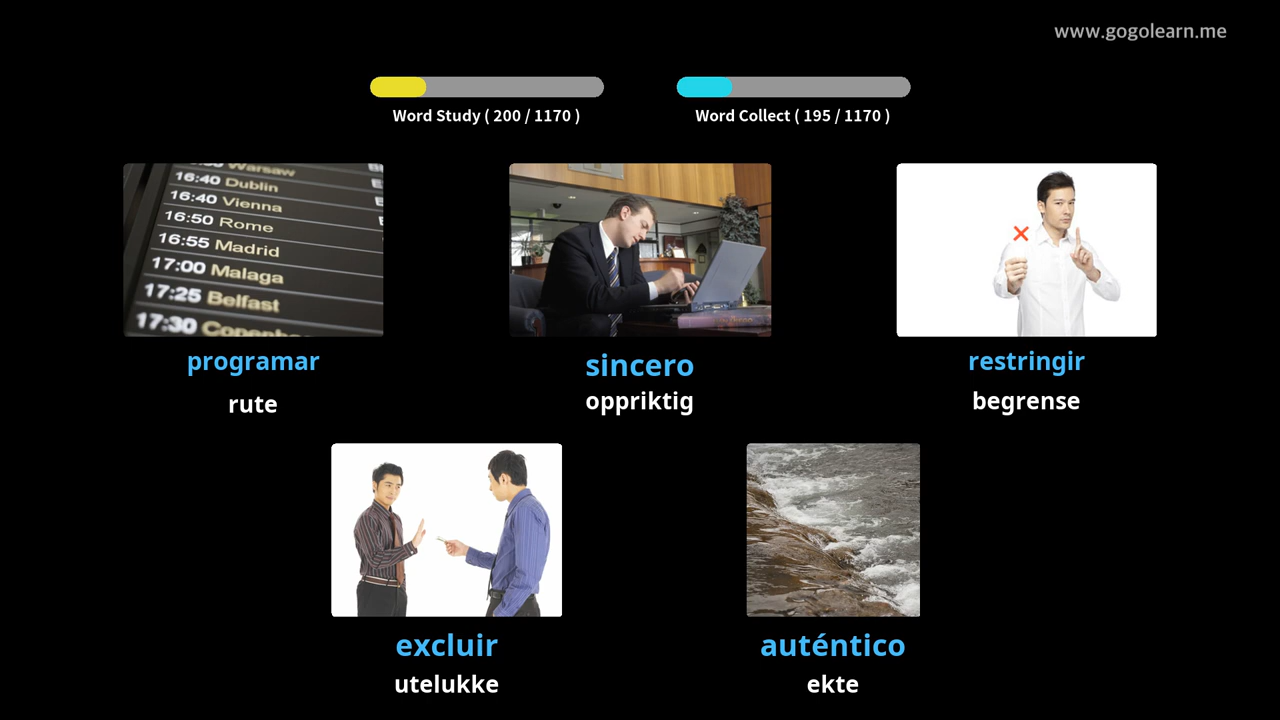 www.gogolearn.me
Word Study ( 200 / 1170 )
Word Collect ( 195 / 1170 )
Warsaw
16:40 Dublin
16:40 Vienna
16:50 Rome
16:55 Madrid
17:00 Malaga
17:25 Belfast
17:30
programar
rute
sincero
oppriktig
restringir
begrense
excluir
utelukke
auténtico
ekte